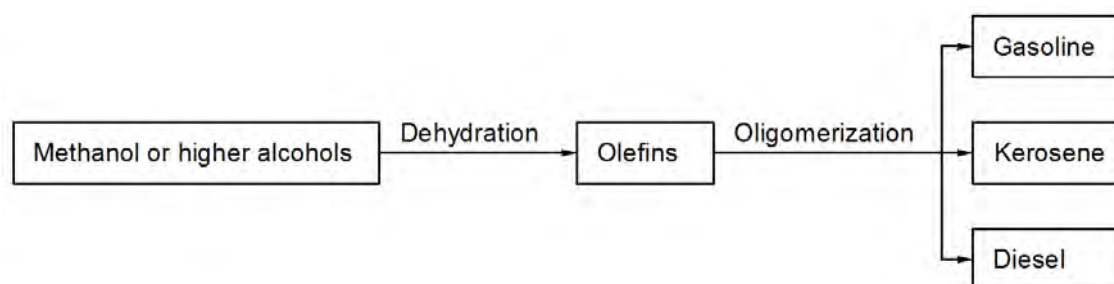 Gasoline
Methanol or higher alcohols
Dehydration
Olefins
Oligomerization
Kerosene
Diesel